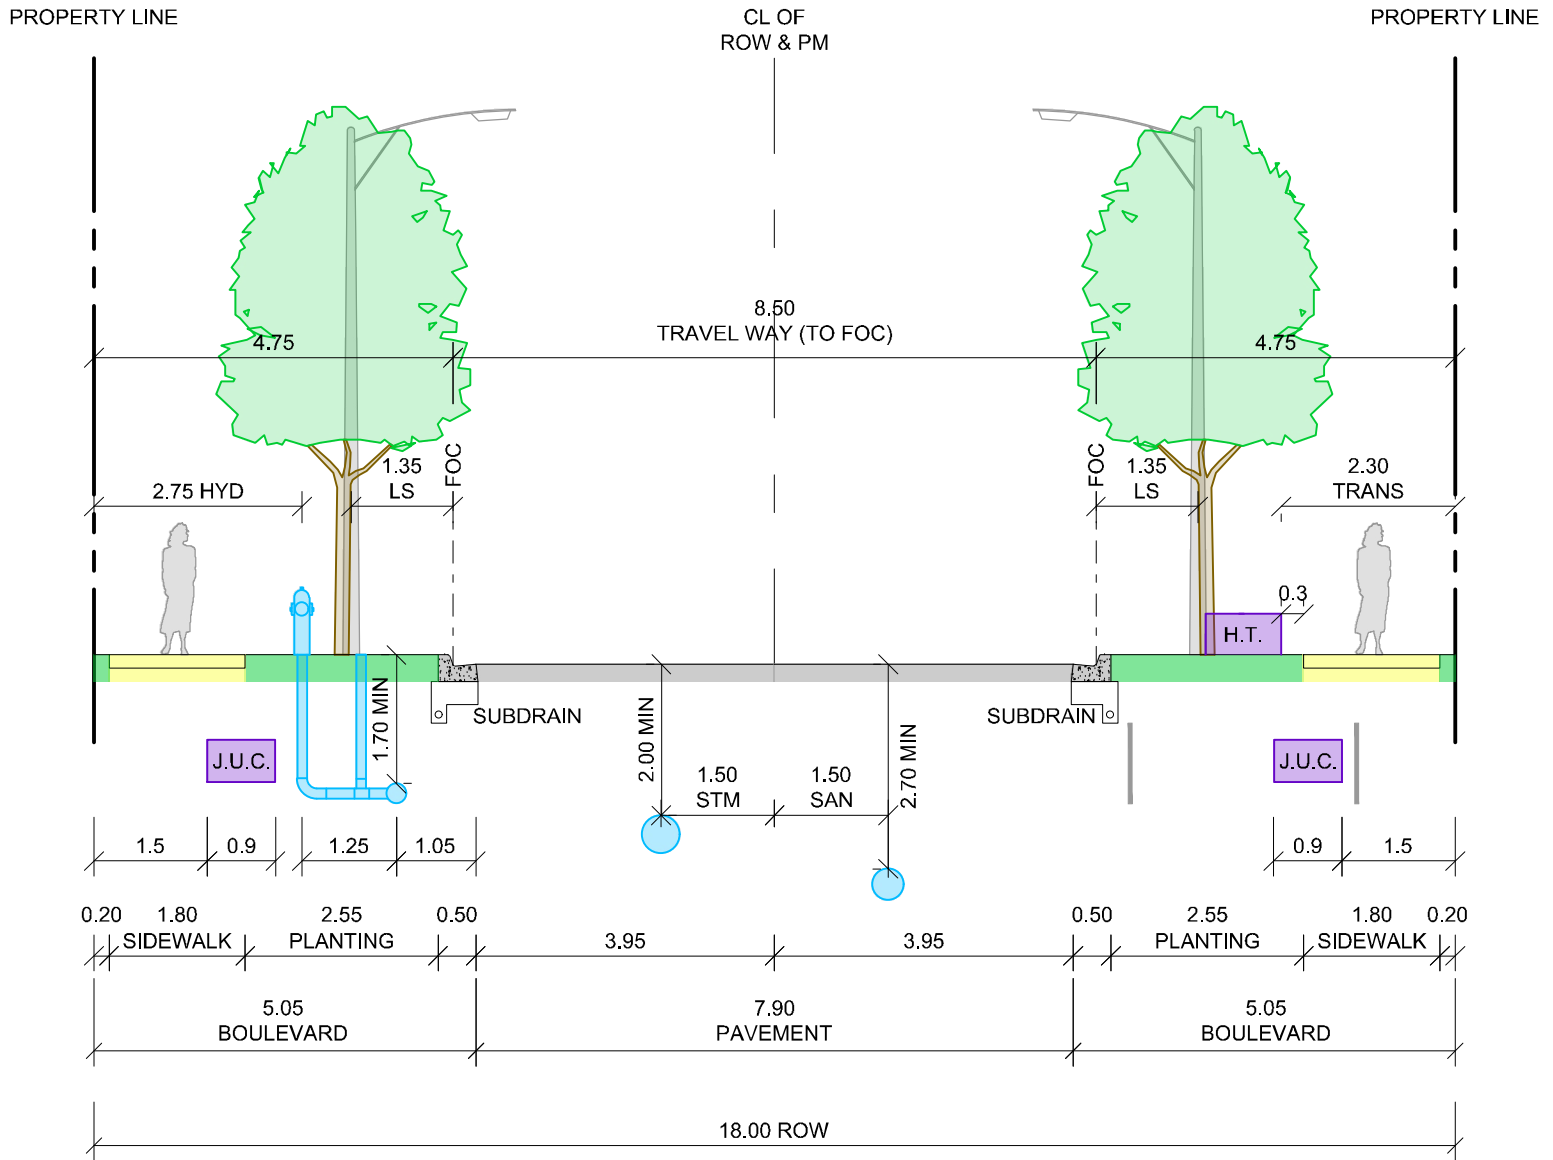 PROPERTY LINE
CL OF
ROW & PM
PROPERTY LINE
8.50
TRAVEL WAY (TO FOC)
4.75
4.75
FOC
FOC
1.35
LS
1.35
LS
2.75 HYD
2.30
TRANS
0.3
H.T.
SUBDRAIN
SUBDRAIN
1.70 MIN
2.00 MIN
2.70 MIN
J.U.C.
J.U.C.
1.50
STM
1.50
SAN
1.5
0.9
1.25
1.05
0.9
1.5
0.20
1.80
SIDEWALK
2.55
PLANTING
0.50
3.95
3.95
0.50
2.55
PLANTING
1.80
SIDEWALK
0.20
5.05
BOULEVARD
7.90
PAVEMENT
5.05
BOULEVARD
18.00 ROW